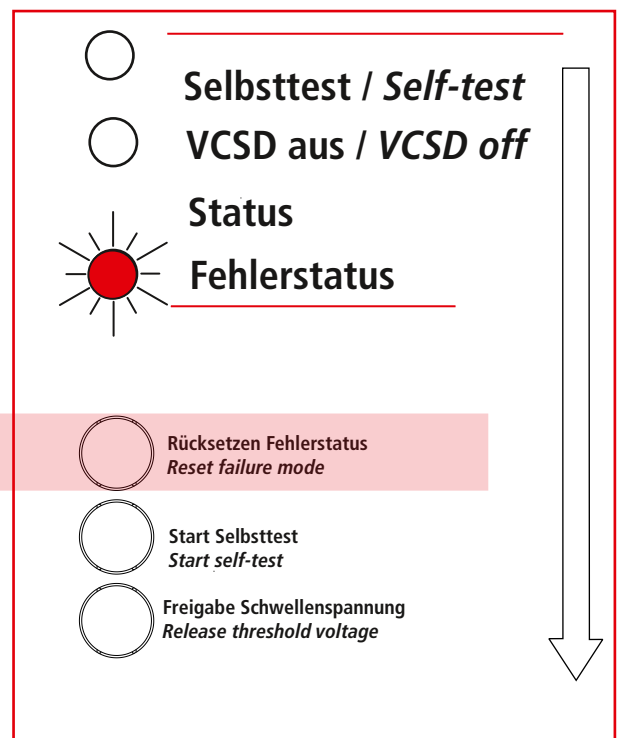 Selbsttest / Self-test
VCSD aus / VCSD off
Status
Fehlerstatus
Rücksetzen Fehlerstatus
Reset failure mode
Start Selbsttest
Start self-test
Freigabe Schwellenspannung
Release threshold voltage